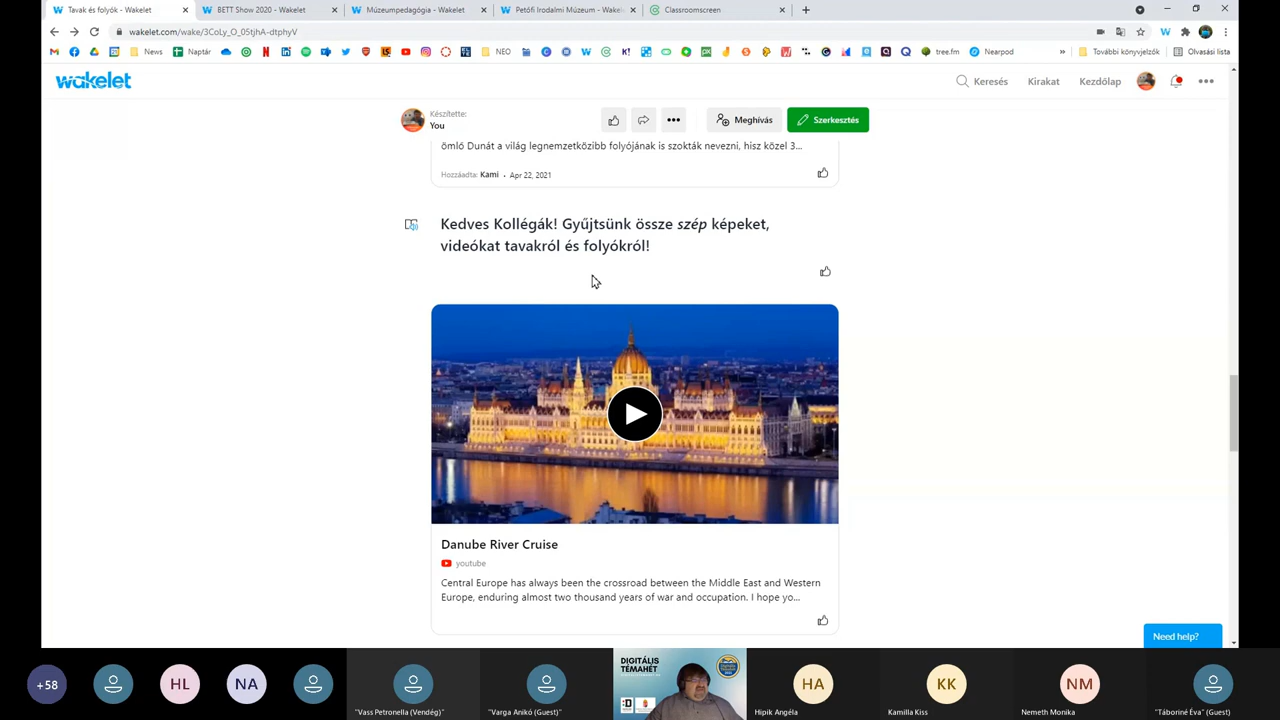 Tavak és folyók - Wakelet
BETT Show 2020 - Wakelet
Múzeumpedagógia - Wakelet
Petőfi Irodalmi Múzeum - Wakel
Classroomscreen
wakelet.com/wake/3CoLy_O_05tjhA-dtphyV
News
Naptár
NEO
tree.fm
Nearpod
További könyvjelzők
Olvasási lista
wakelet
Keresés
Kirakat
Kezdőlap
Készítette:
You
Meghívás
Szerkesztés
ömlő Dunát a világ legnemzetközibb folyójának is szokták nevezni, hisz közel 3...
Hozzáadta: Kami • Apr 22, 2021
Kedves Kollégák! Gyűjtsünk össze szép képeket,
videókat tavakról és folyókról!
Danube River Cruise
youtube
Central Europe has always been the crossroad between the Middle East and Western
Europe, enduring almost two thousand years of war and occupation. I hope yo...
Need help?
+58
HL
NA
"Vass Petronella (Vendég)"
"Varga Anikó (Guest)"
DIGITÁLIS
TÉMAHÉT
HA
Hipik Angéla
KK
Kamilla Kiss
NM
Nemeth Monika
"Táboriné Éva" (Guest)